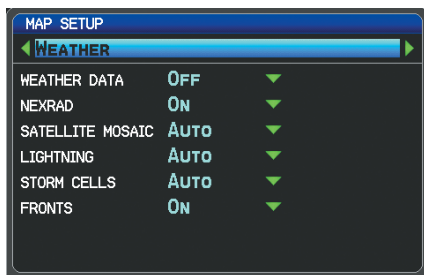 MAP SETUP
WEATHER
WEATHER DATA OFF
NEXRAD ON
SATELLITE MOSAIC AUTO
LIGHTNING AUTO
STORM CELLS AUTO
FRONTS ON